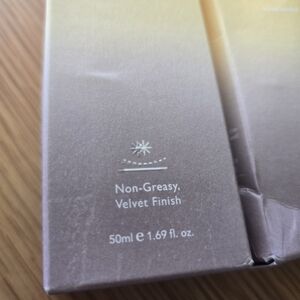 Non-Greasy,
Velvet Finish
50ml ℮ 1.69 fl. oz.